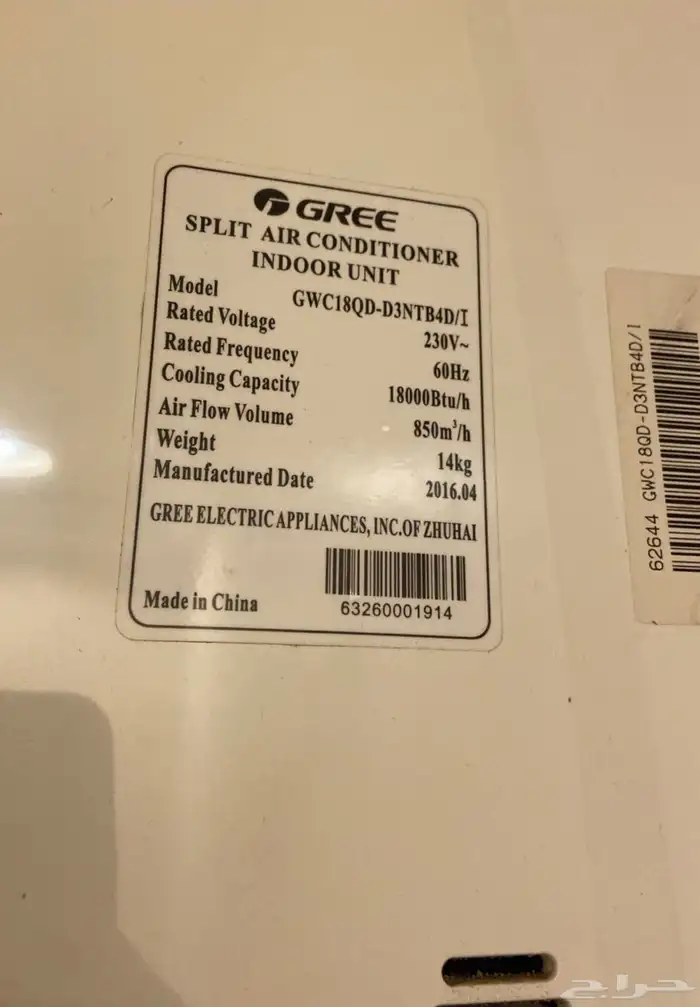 GREE
SPLIT AIR CONDITIONER
INDOOR UNIT
Model GWC18QD-D3NTB4D/I
Rated Voltage 230V~
Rated Frequency 60Hz
Cooling Capacity 18000Btu/h
Air Flow Volume 850m³/h
Weight 14kg
Manufactured Date 2016.04
GREE ELECTRIC APPLIANCES, INC.OF ZHUHAI
Made in China
63260001914
62644 GWC18QD-D3NTB4D/I
حراج